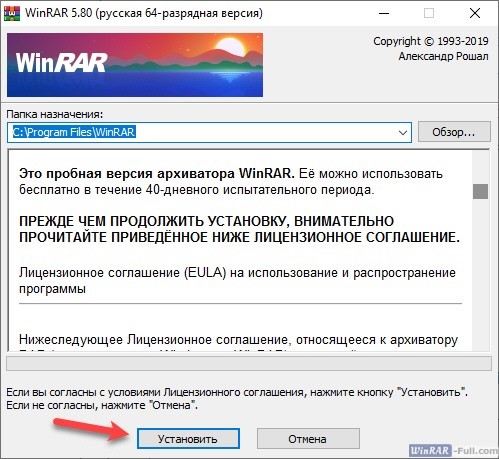 WinRAR 5.80 (русская 64-разрядная версия)
WinRAR
Copyright © 1993-2019
Александр Рошал
Папка назначения:
C:\Program Files\WinRAR
Обзор...
Это пробная версия архиватора WinRAR. Её можно использовать
бесплатно в течение 40-дневного испытательного периода.
ПРЕЖДЕ ЧЕМ ПРОДОЛЖИТЬ УСТАНОВКУ, ВНИМАТЕЛЬНО
ПРОЧИТАЙТЕ ПРИВЕДЁННОЕ НИЖЕ ЛИЦЕНЗИОННОЕ СОГЛАШЕНИЕ.
Лицензионное соглашение (EULA) на использование и распространение
программы
Нижеследующее Лицензионное соглашение, относящееся к архиватору
Если вы согласны с условиями Лицензионного соглашения, нажмите кнопку "Установить".
Если не согласны, нажмите "Отмена".
Установить
Отмена
WinRAR-Full.com